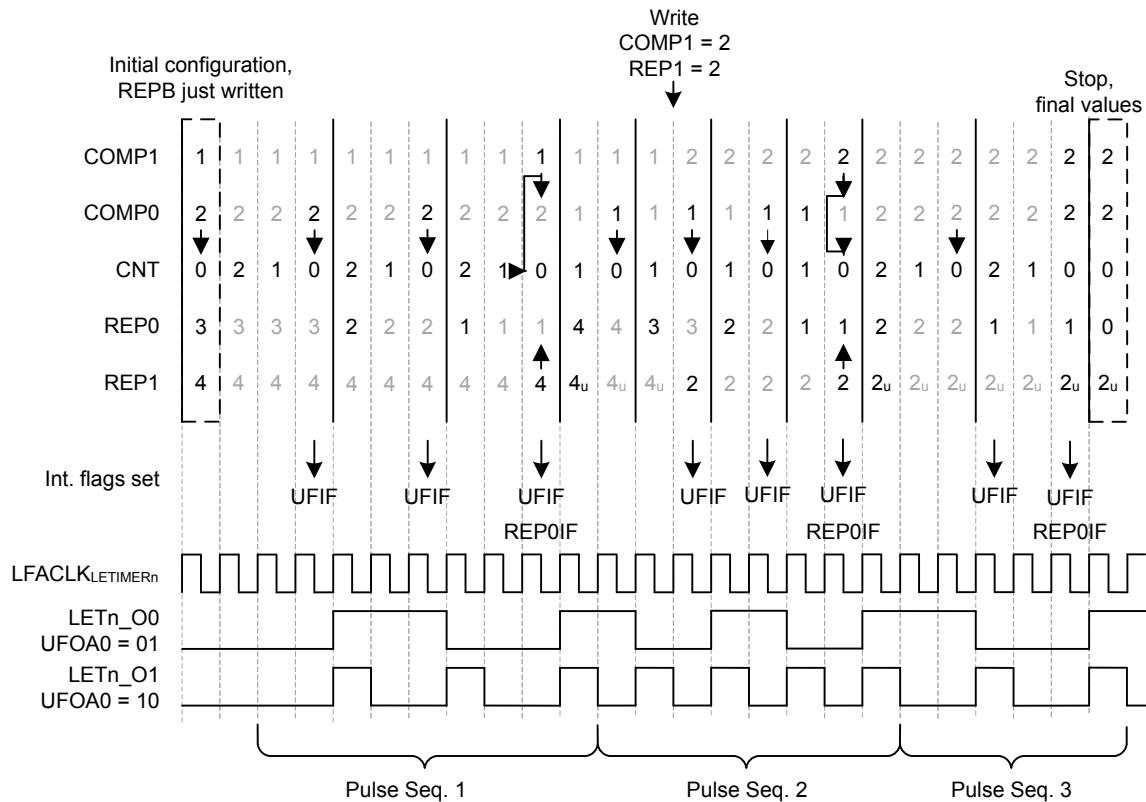 Write
COMP1 = 2
REP1 = 2
Initial configuration,
REPB just written
Stop,
final values
COMP1 1 1 1 1 1 1 1 1 1 1 1 1 1 2 2 2 2 2 2 2 2 2 2 2 2
COMP0 2 2 2 2 2 2 2 2 2 2 1 1 1 1 1 1 1 1 2 2 2 2 2 2 2
CNT 0 2 1 0 2 1 0 2 1 0 1 0 1 0 1 0 1 0 2 1 0 2 1 0 0
REP0 3 3 3 3 2 2 2 1 1 1 4 4 3 3 2 2 1 1 2 2 2 1 1 1 0
REP1 4 4 4 4 4 4 4 4 4 4 4u 4u 4u 2 2 2 2 2 2u 2u 2u 2u 2u 2u 2u
Int. flags set
UFIF UFIF UFIF UFIF UFIF UFIF UFIF UFIF
REP0IF REP0IF REP0IF
LFACLKLETIMERn
LETn_O0
UFOA0 = 01
LETn_O1
UFOA0 = 10
Pulse Seq. 1 Pulse Seq. 2 Pulse Seq. 3